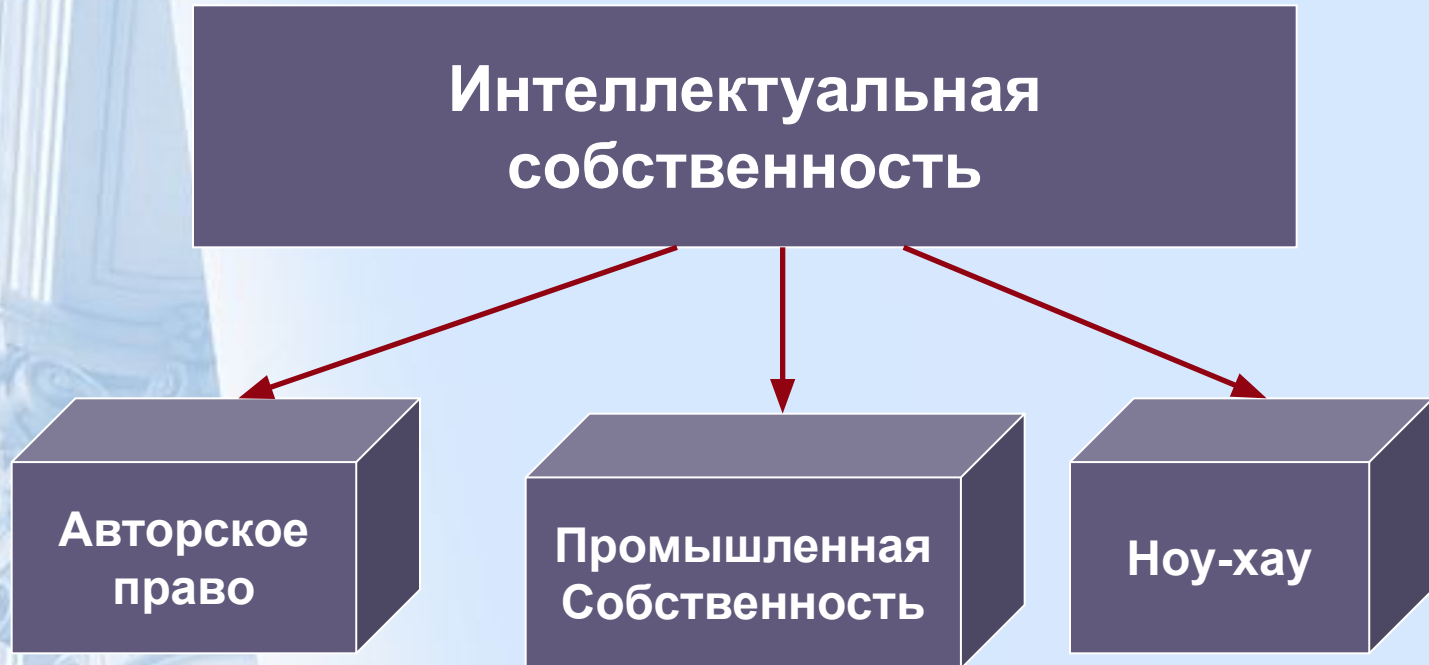 Интеллектуальная
собственность
Авторское
право
Промышленная
Собственность
Ноу-хау